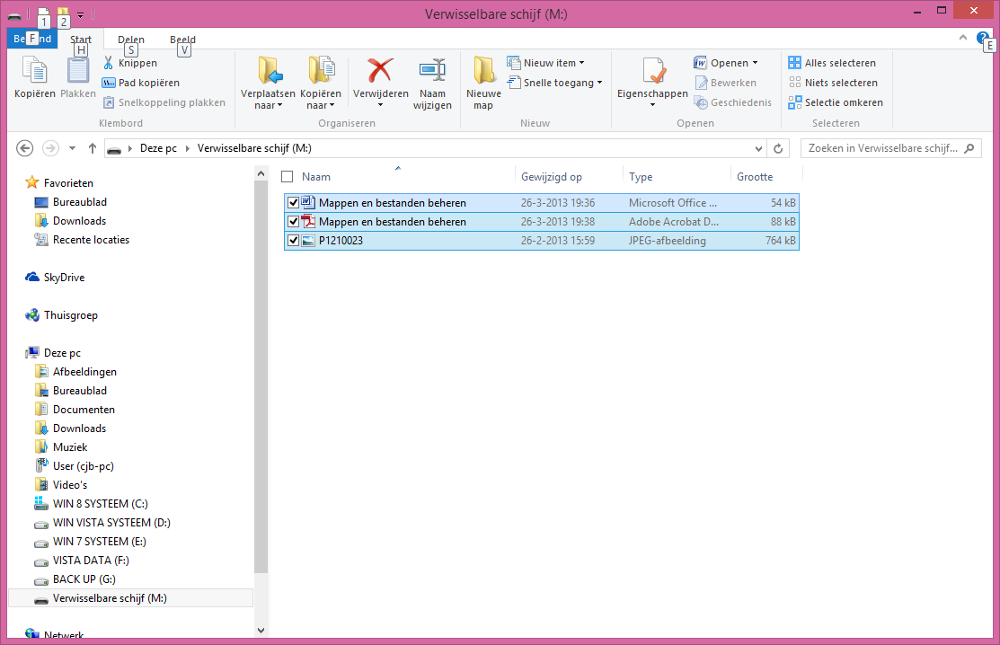 Verwisselbare schijf (M:)
1 2
Be nd F Start H Delen S Beeld V E
Kopiëren
Plakken
Knippen
Pad kopiëren
Snelkoppeling plakken
Klembord
Verplaatsen naar
Kopiëren naar
Verwijderen
Naam wijzigen
Organiseren
Nieuwe map
Nieuw item
Snelle toegang
Nieuw
Eigenschappen
Openen
Bewerken
Geschiedenis
Openen
Alles selecteren
Niets selecteren
Selectie omkeren
Selecteren
Deze pc Verwisselbare schijf (M:)
Zoeken in Verwisselbare schijf...
Favorieten
Bureaublad
Downloads
Recente locaties
SkyDrive
Thuisgroep
Deze pc
Afbeeldingen
Bureaublad
Documenten
Downloads
Muziek
User (cjb-pc)
Video's
WIN 8 SYSTEEM (C:)
WIN VISTA SYSTEEM (D:)
WIN 7 SYSTEEM (E:)
VISTA DATA (F:)
BACK UP (G:)
Verwisselbare schijf (M:)
Netwerk
Naam Gewijzigd op Type Grootte
Mappen en bestanden beheren 26-3-2013 19:36 Microsoft Office ... 54 kB
Mappen en bestanden beheren 26-3-2013 19:38 Adobe Acrobat D... 88 kB
P1210023 26-2-2013 15:59 JPEG-afbeelding 764 kB